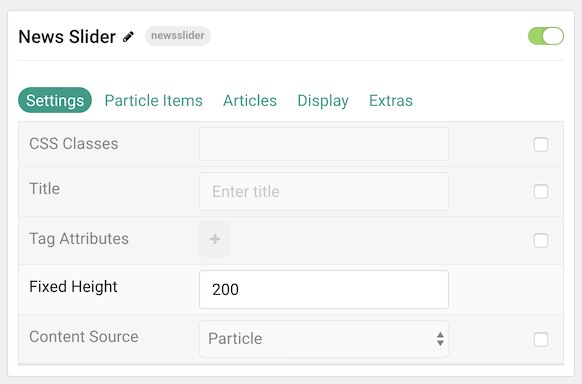 News Slider newsslider
Settings Particle Items Articles Display Extras
CSS Classes
Title Enter title
Tag Attributes +
Fixed Height 200
Content Source Particle